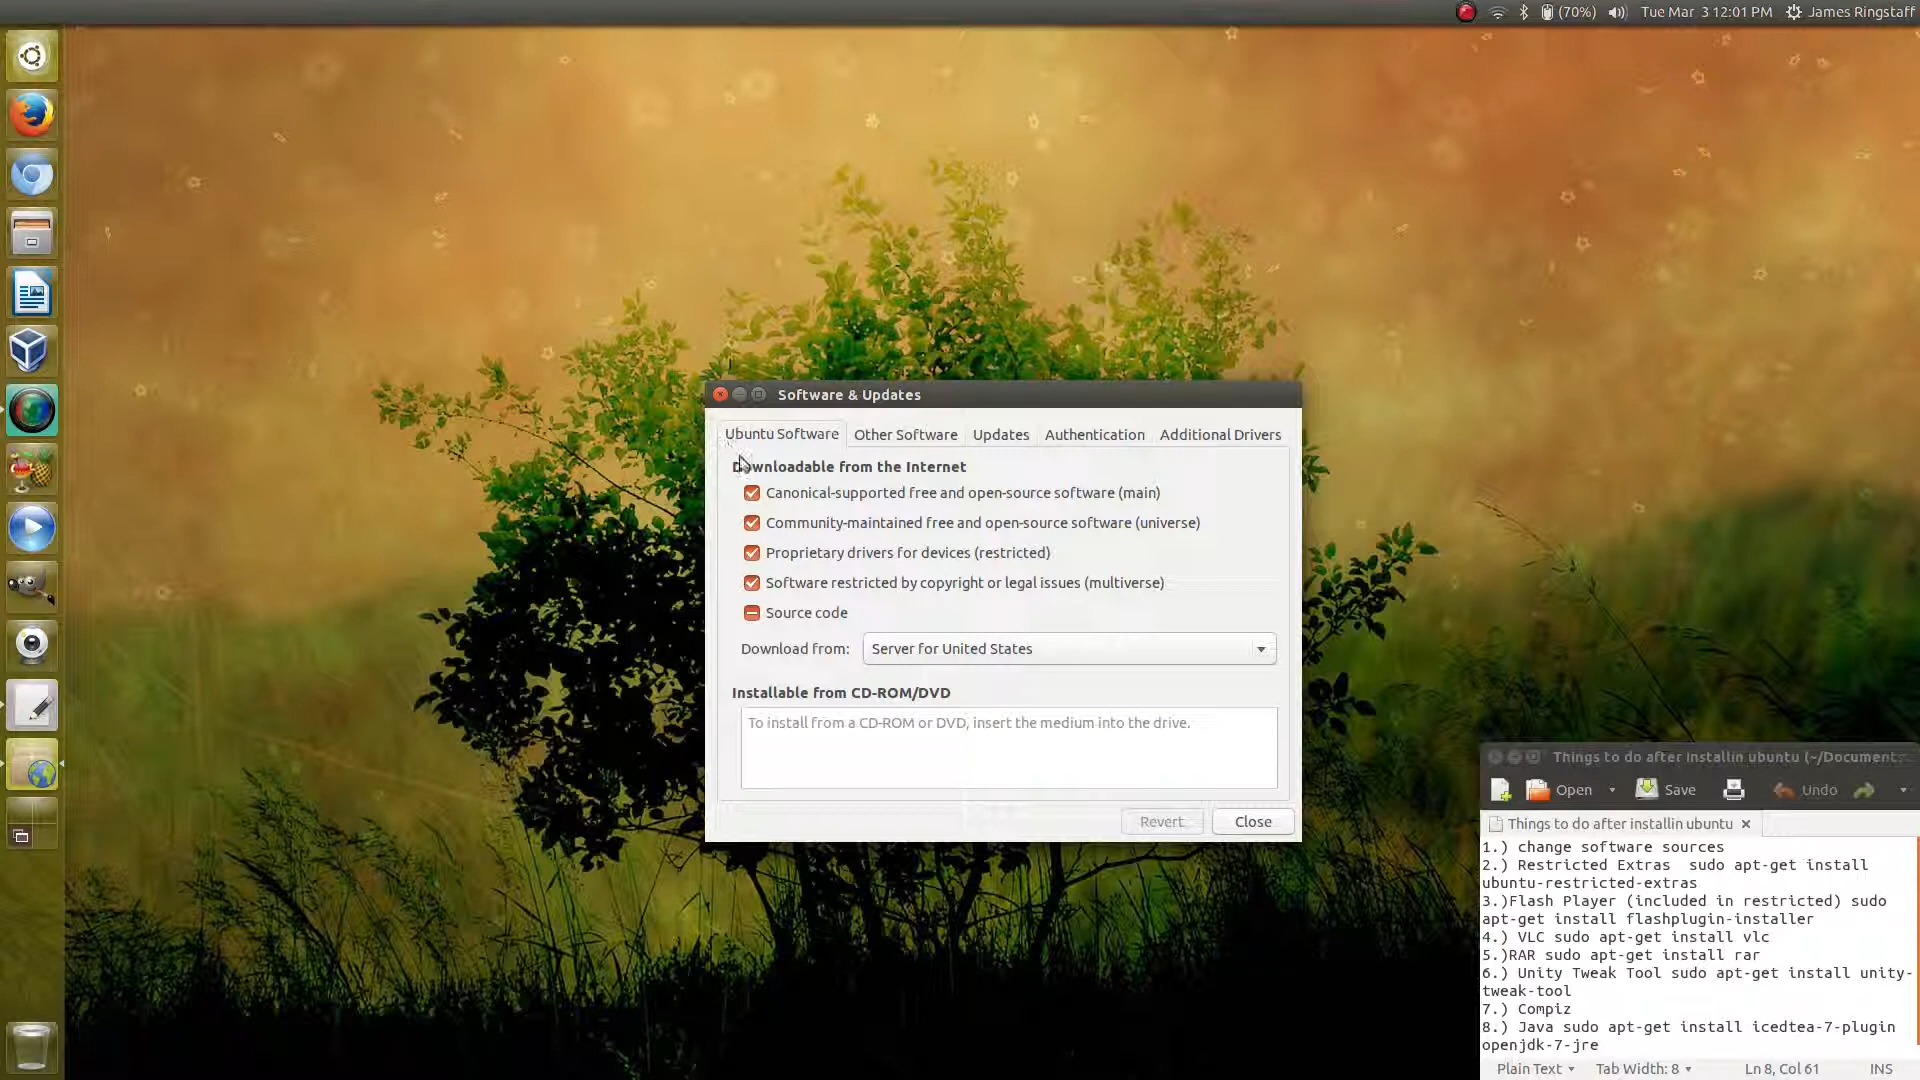 (70%)
Tue Mar 3 12:01 PM
James Ringstaff
Software & Updates
Ubuntu Software
Other Software
Updates
Authentication
Additional Drivers
Downloadable from the Internet
Canonical-supported free and open-source software (main)
Community-maintained free and open-source software (universe)
Proprietary drivers for devices (restricted)
Software restricted by copyright or legal issues (multiverse)
Source code
Download from:
Server for United States
Installable from CD-ROM/DVD
To install from a CD-ROM or DVD, insert the medium into the drive.
Revert
Close
Things to do after installin ubuntu (~/Documents
Open
Save
Undo
Things to do after installin ubuntu
1.) change software sources
2.) Restricted Extras  sudo apt-get install
ubuntu-restricted-extras
3.)Flash Player (included in restricted) sudo
apt-get install flashplugin-installer
4.) VLC sudo apt-get install vlc
5.)RAR sudo apt-get install rar
6.) Unity Tweak Tool sudo apt-get install unity-
tweak-tool
7.) Compiz
8.) Java sudo apt-get install icedtea-7-plugin
openjdk-7-jre
Plain Text
Tab Width: 8
Ln 8, Col 61
INS